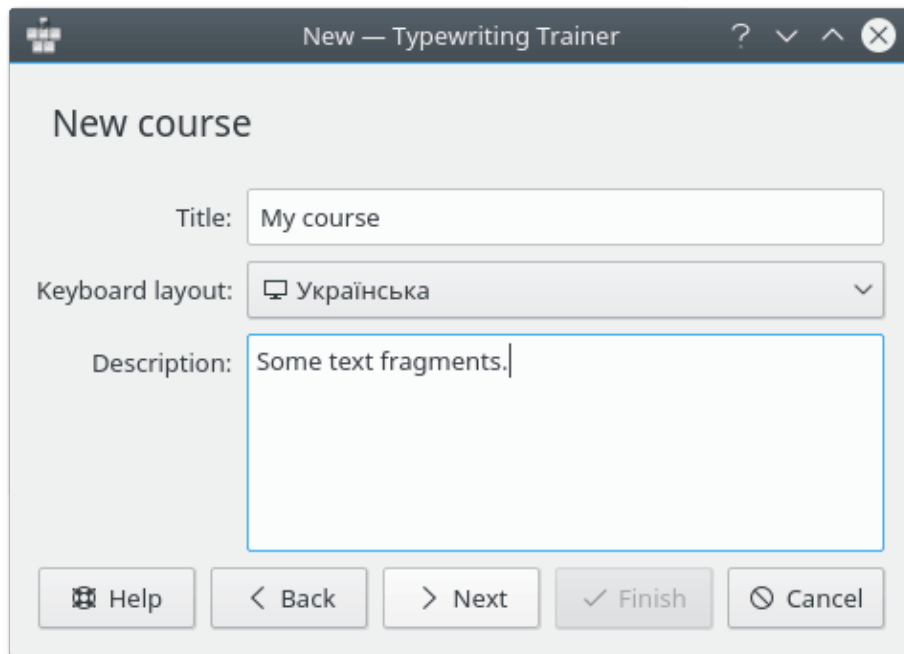 New — Typewriting Trainer
New course
Title: My course
Keyboard layout: Українська
Description: Some text fragments.
Help Back Next Finish Cancel